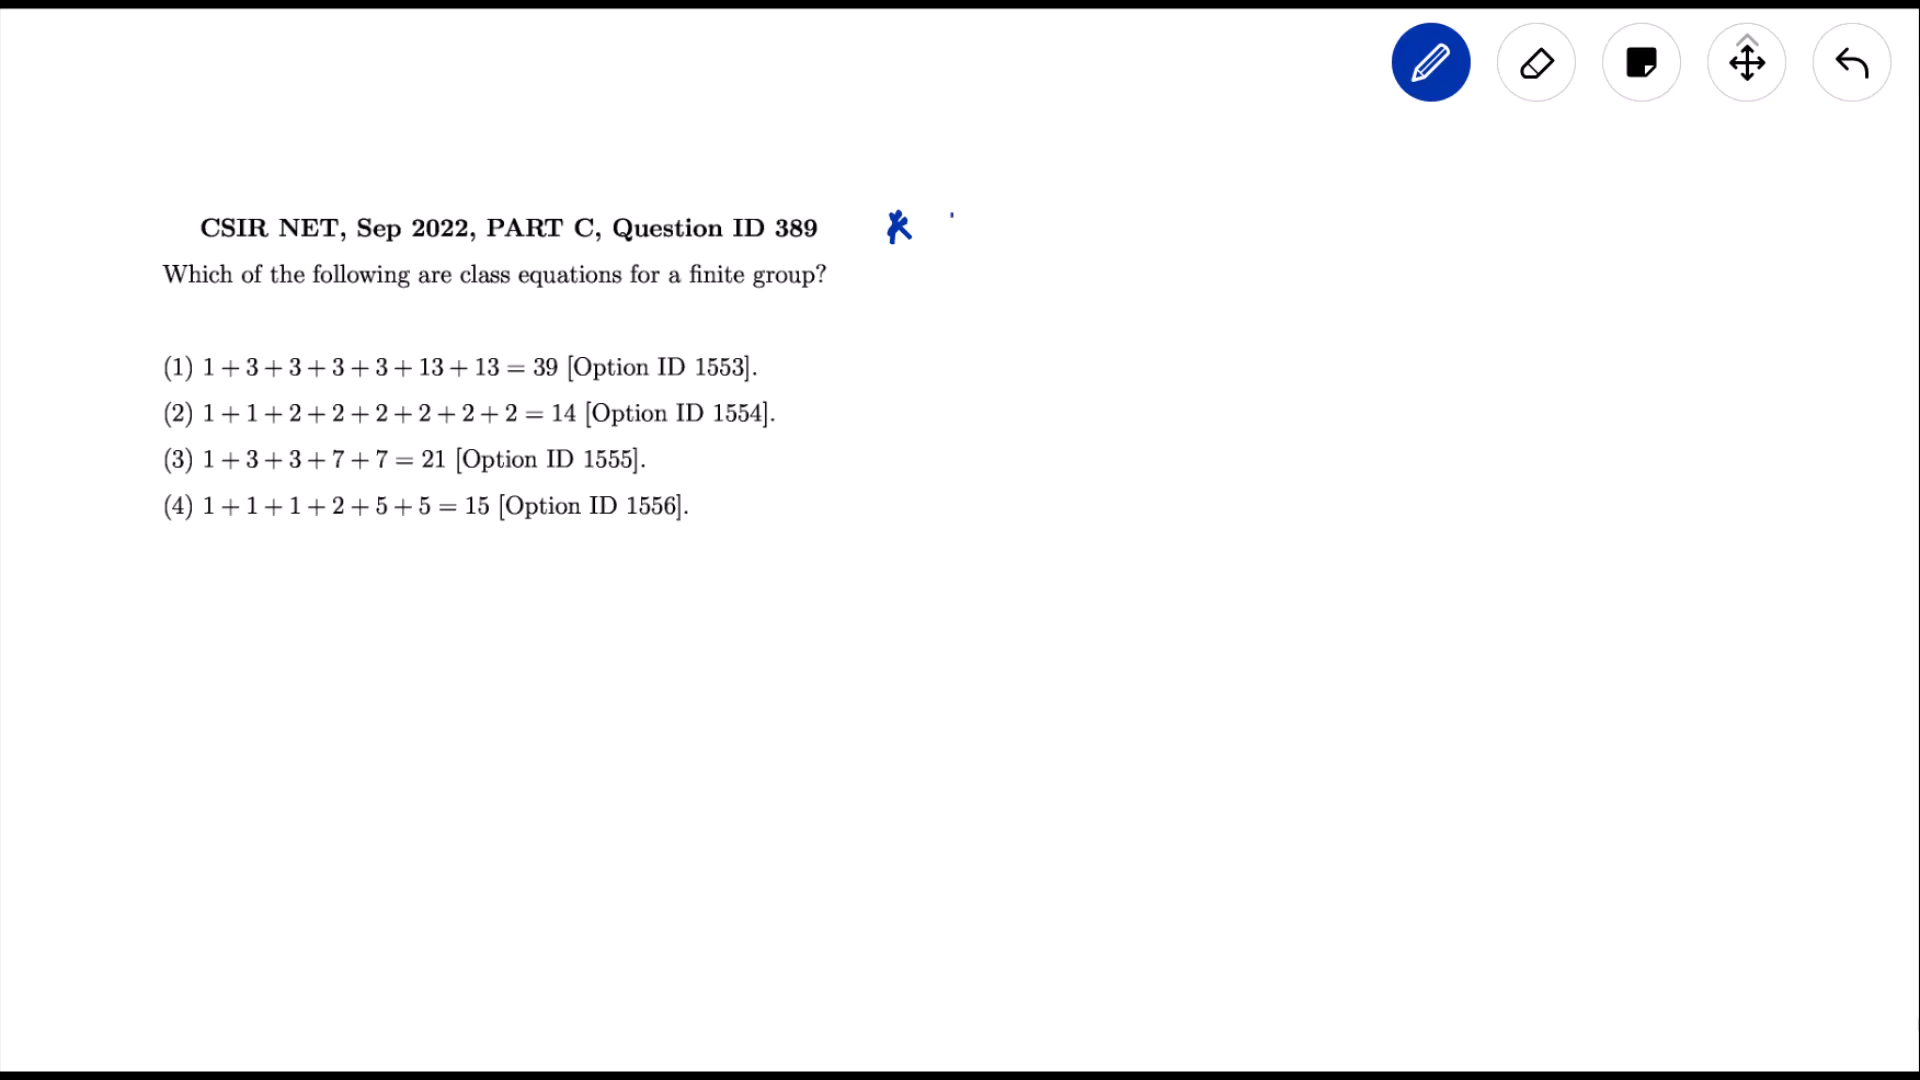 CSIR NET, Sep 2022, PART C, Question ID 389
Which of the following are class equations for a finite group?
(1) 1 + 3 + 3 + 3 + 3 + 13 + 13 = 39 [Option ID 1553].
(2) 1 + 1 + 2 + 2 + 2 + 2 + 2 + 2 = 14 [Option ID 1554].
(3) 1 + 3 + 3 + 7 + 7 = 21 [Option ID 1555].
(4) 1 + 1 + 1 + 2 + 5 + 5 = 15 [Option ID 1556].